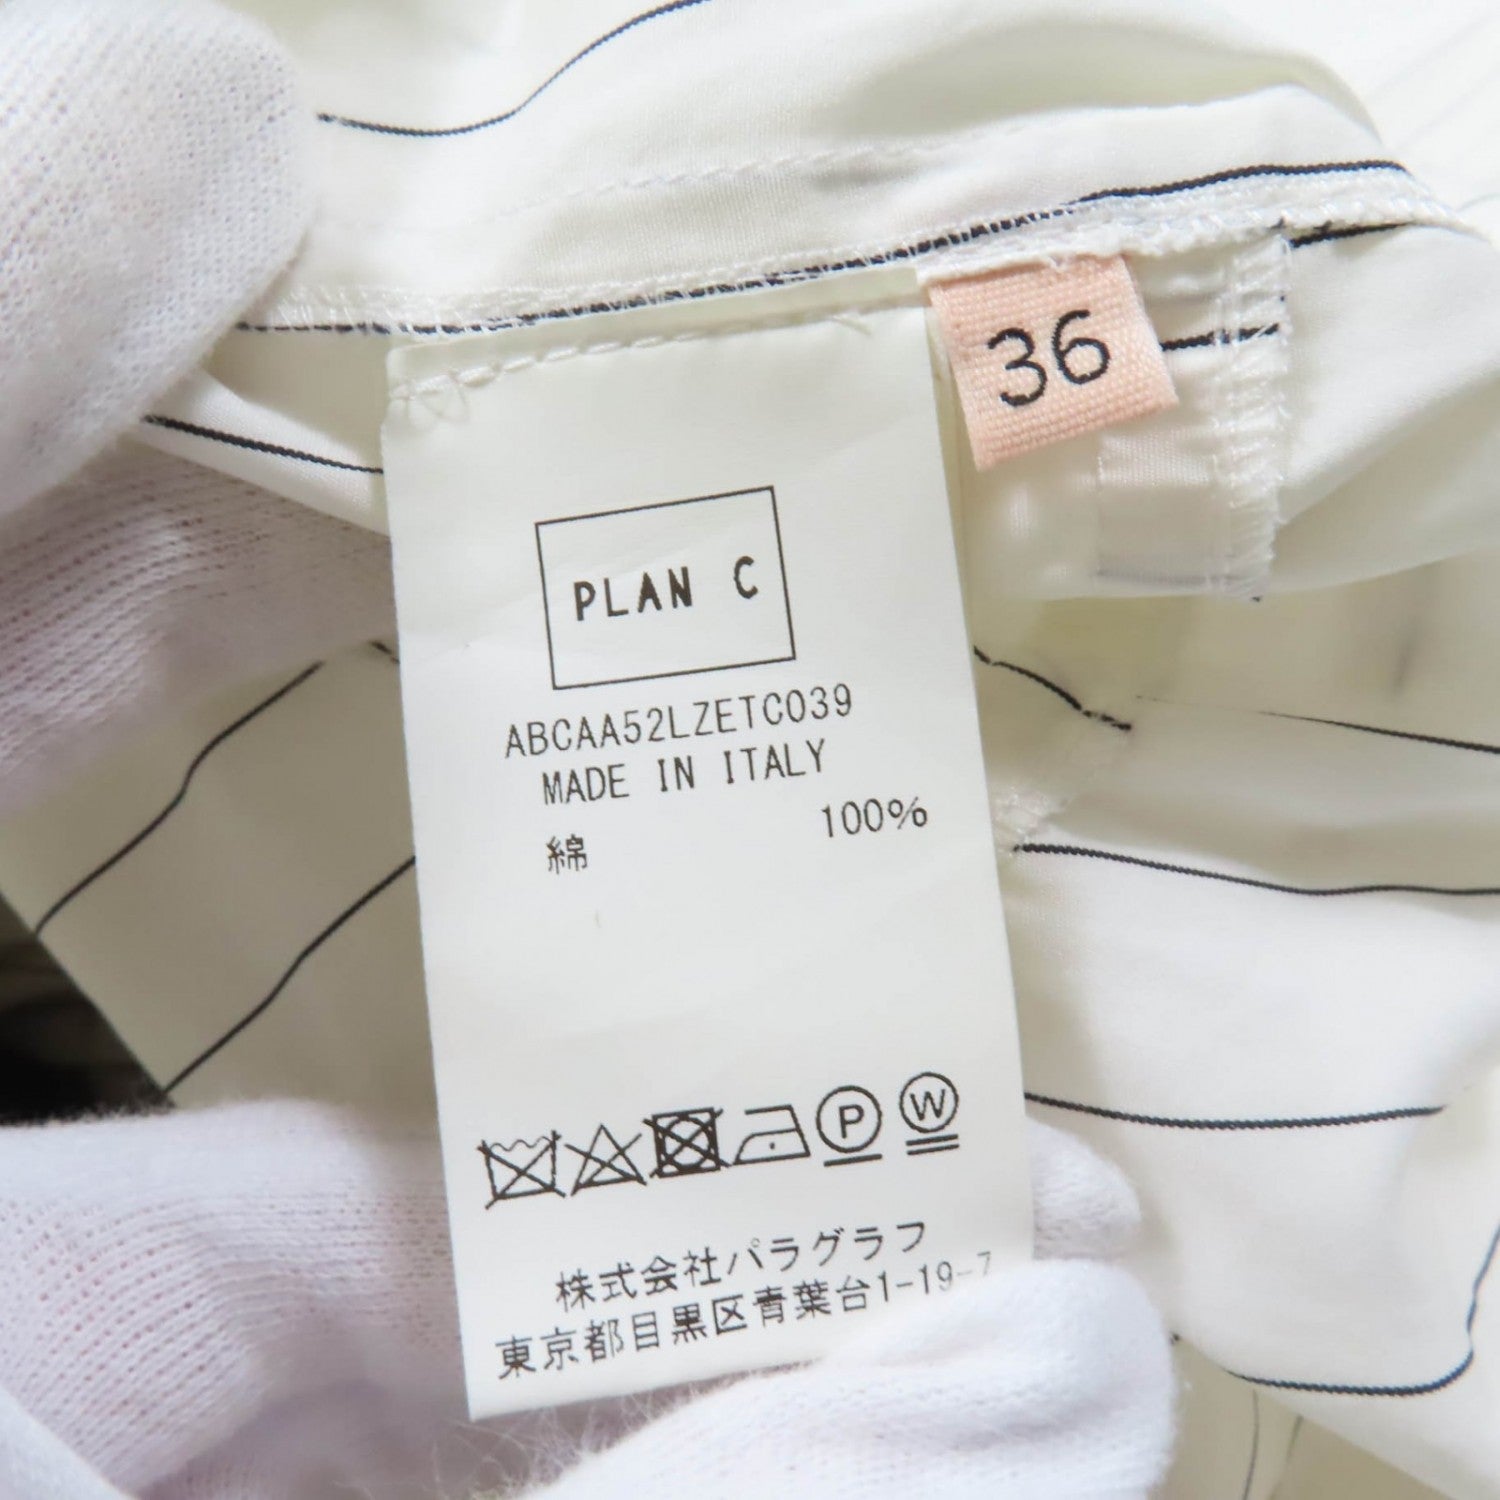 36
PLAN C
ABCAA52LZETC039
MADE IN ITALY
綿 100%
P W
株式会社パラグラフ
東京都目黒区青葉台1-19-7